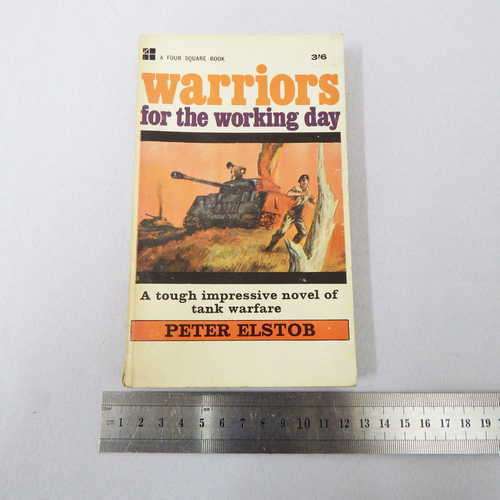 A FOUR SQUARE BOOK
3'6
warriors
for the working day
A tough impressive novel of
tank warfare
PETER ELSTOB
1 2 3 4 5 6 7 8 9 10 11 12 13 14 15 16 17 18 19